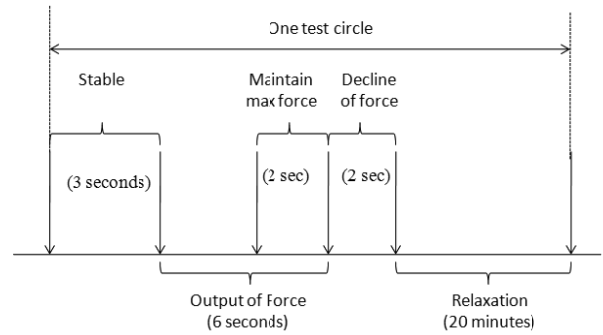 One test circle
Stable
Maintain
max force
Decline
of force
(3 seconds)
(2 sec)
(2 sec)
Output of Force
(6 seconds)
Relaxation
(20 minutes)